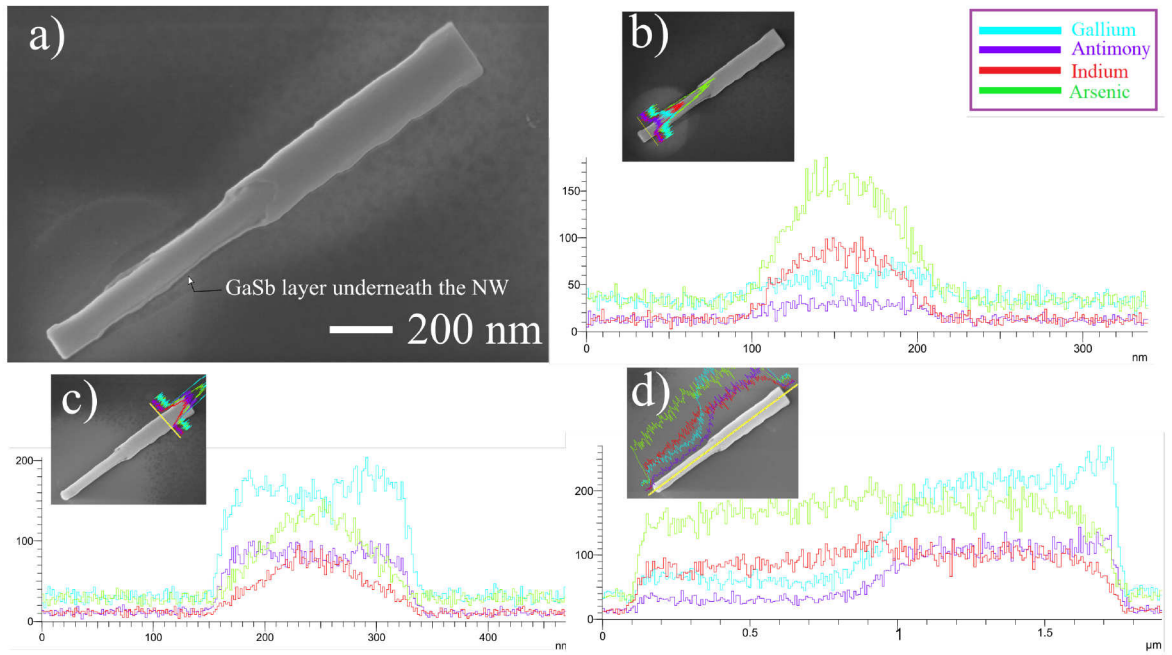 a)
GaSb layer underneath the NW
200 nm
b)
Gallium
Antimony
Indium
Arsenic
150
100
50
0
0 100 200 300 nm
c)
200
100
0
0 100 200 300 400 nm
d)
200
100
0
0 0.5 1 1.5 µm